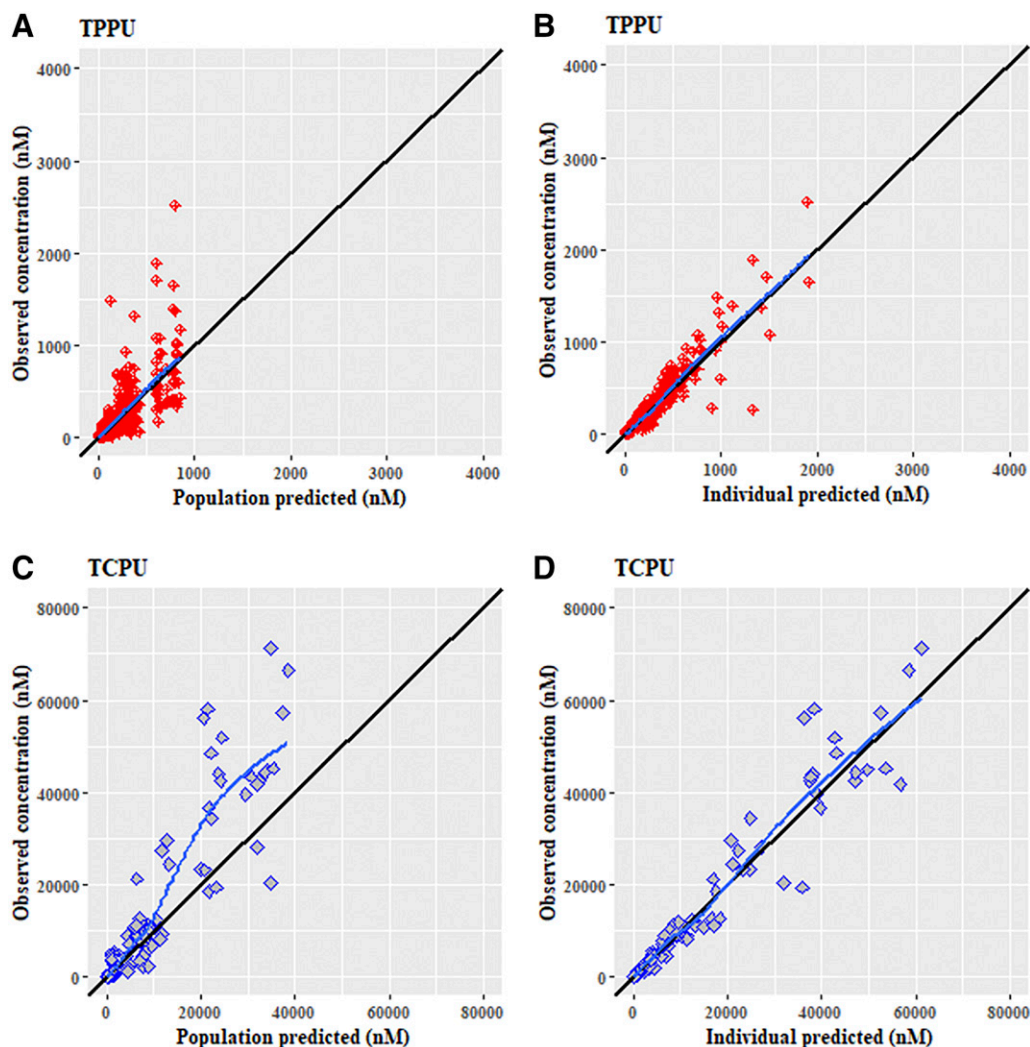 A
TPPU
Observed concentration (nM)
4000
3000
2000
1000
0
0 1000 2000 3000 4000
Population predicted (nM)
B
TPPU
Observed concentration (nM)
4000
3000
2000
1000
0
0 1000 2000 3000 4000
Individual predicted (nM)
C
TCPU
Observed concentration (nM)
80000
60000
40000
20000
0
0 20000 40000 60000 80000
Population predicted (nM)
D
TCPU
Observed concentration (nM)
80000
60000
40000
20000
0
0 20000 40000 60000 80000
Individual predicted (nM)